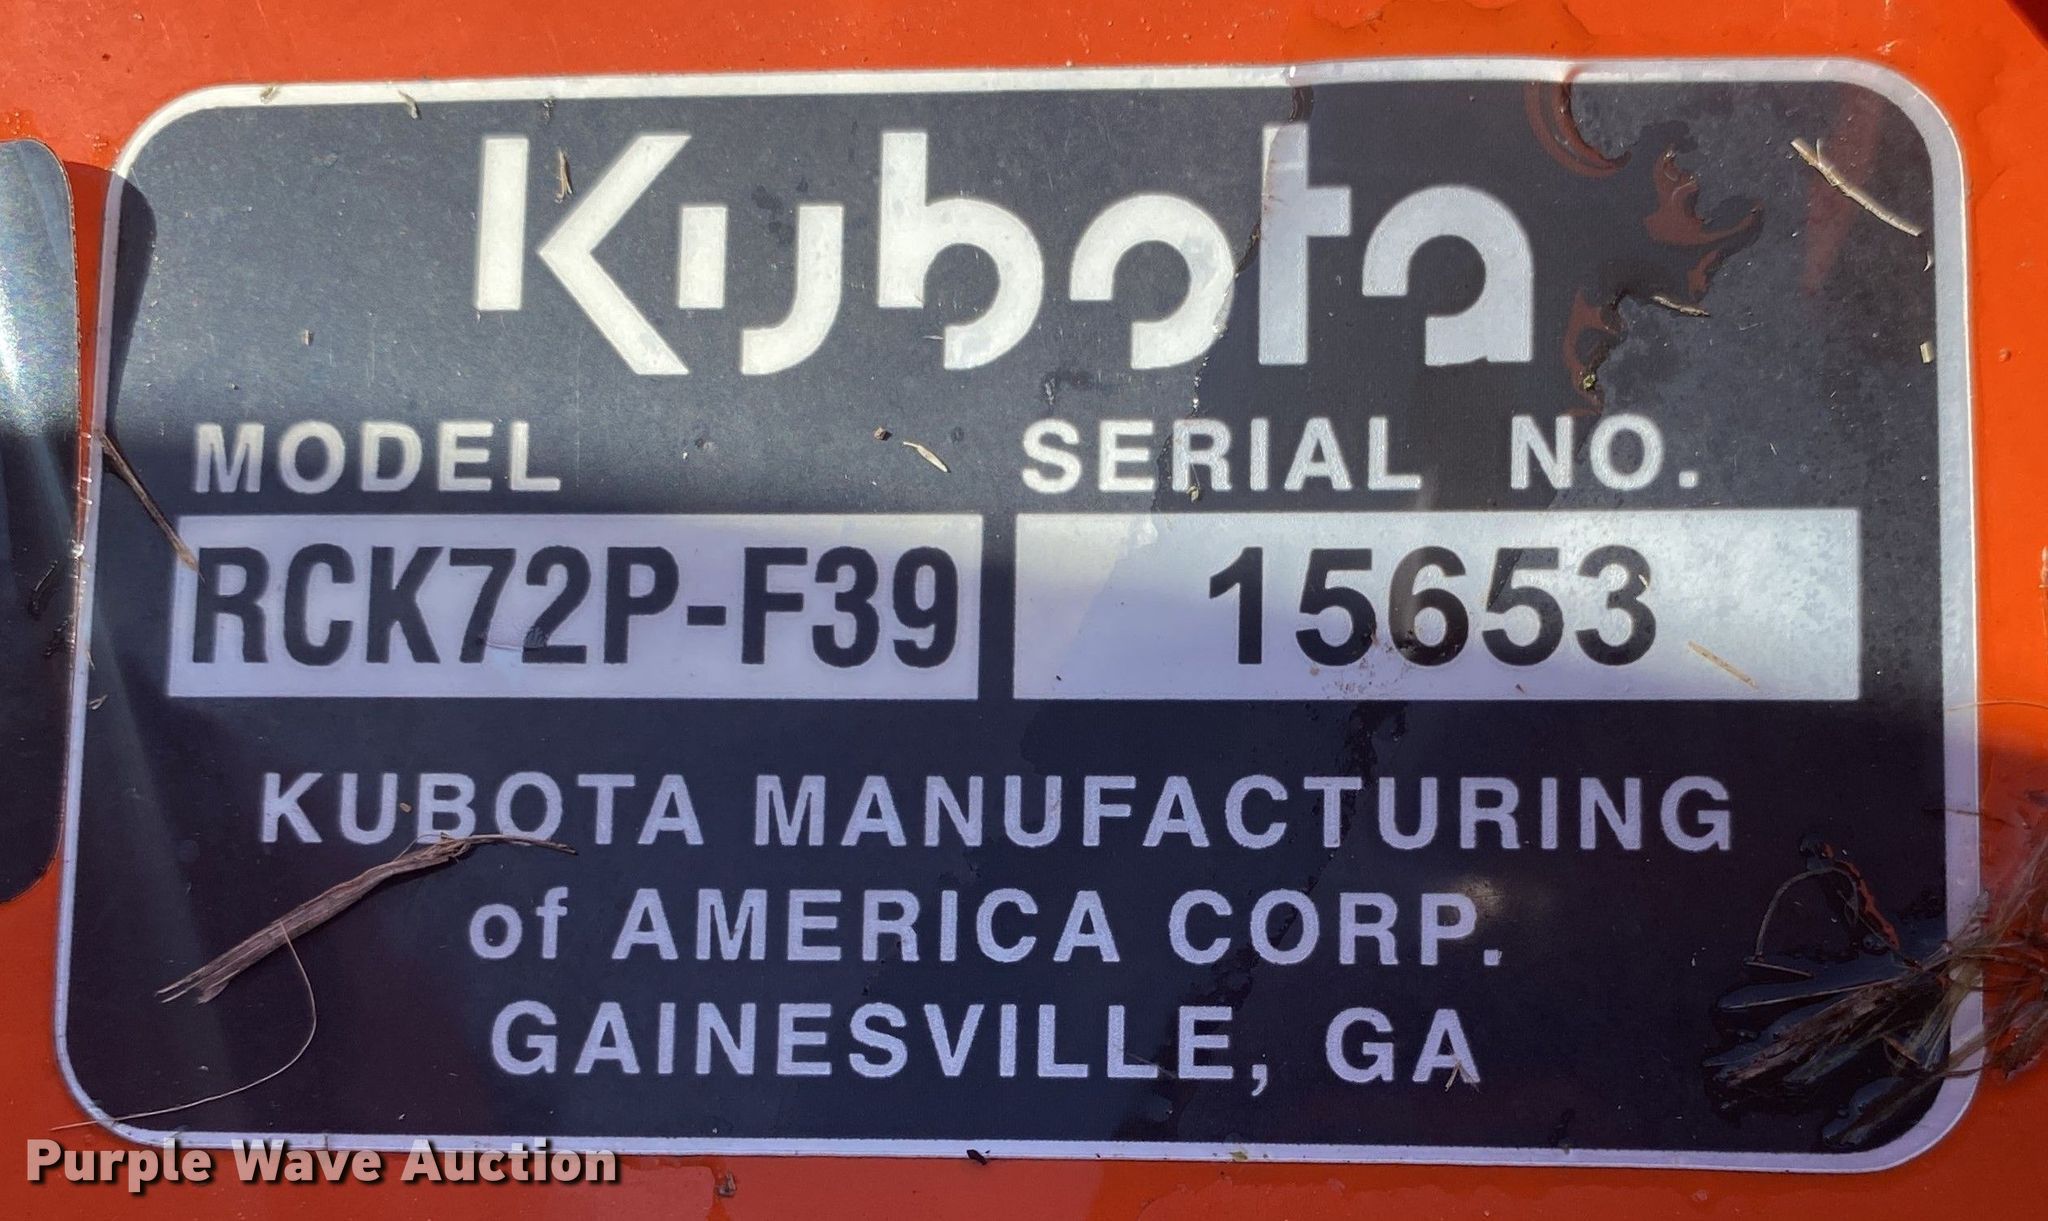 Kubota
MODEL SERIAL NO.
RCK72P-F39 15653
KUBOTA MANUFACTURING
of AMERICA CORP.
GAINESVILLE, GA
Purple Wave Auction